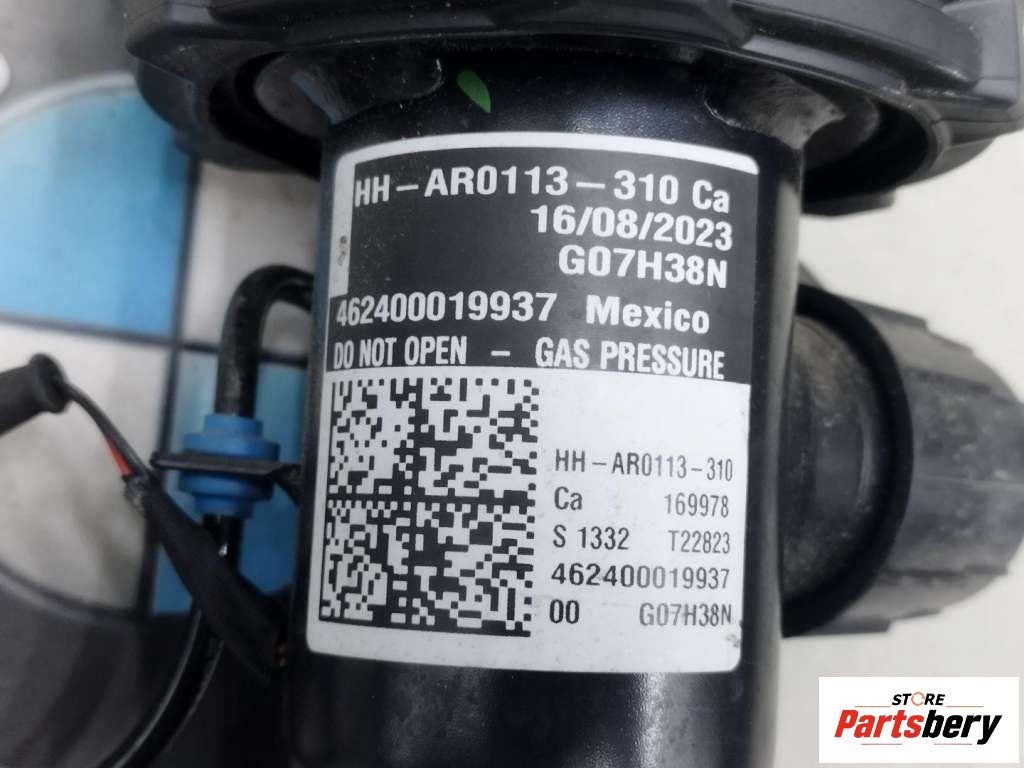 HH-AR0113-310 Ca
16/08/2023
G07H38N
462400019937 Mexico
DO NOT OPEN - GAS PRESSURE
HH-AR0113-310
Ca 169978
S 1332 T22823
462400019937
00 G07H38N
STORE
Partsbery